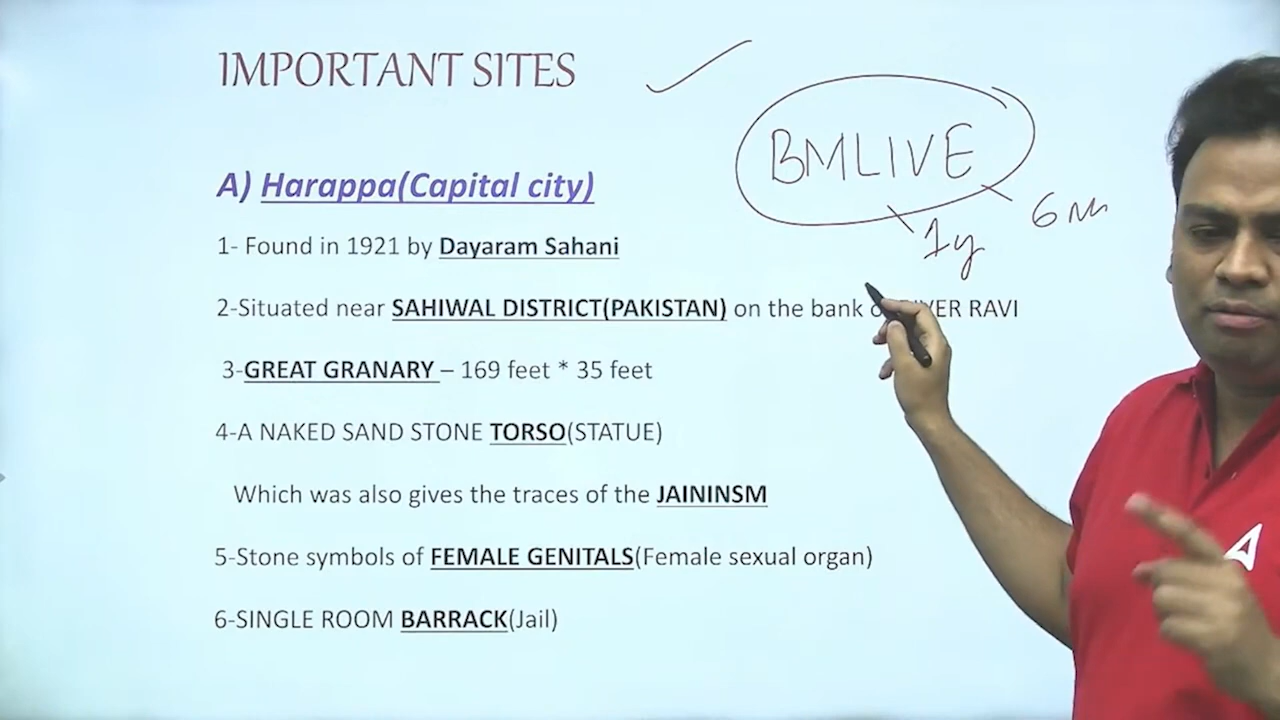 IMPORTANT SITES
BMLIVE
1y
6m
A) Harappa(Capital city)
1- Found in 1921 by Dayaram Sahani
2-Situated near SAHIWAL DISTRICT(PAKISTAN) on the bank RIVER RAVI
3-GREAT GRANARY – 169 feet * 35 feet
4-A NAKED SAND STONE TORSO(STATUE)
Which was also gives the traces of the JAININSM
5-Stone symbols of FEMALE GENITALS(Female sexual organ)
6-SINGLE ROOM BARRACK(Jail)